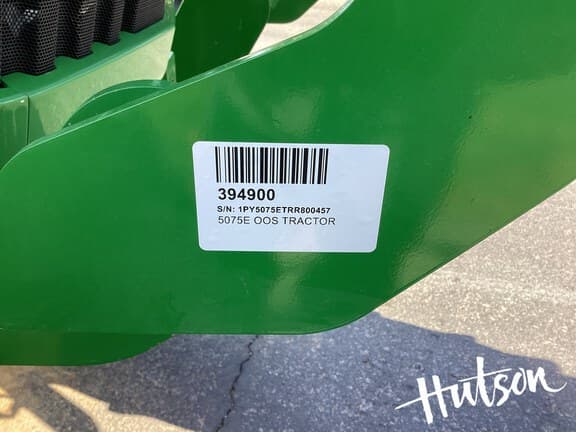 394900
S/N: 1PY5075ETRR800457
5075E OOS TRACTOR
Hutson